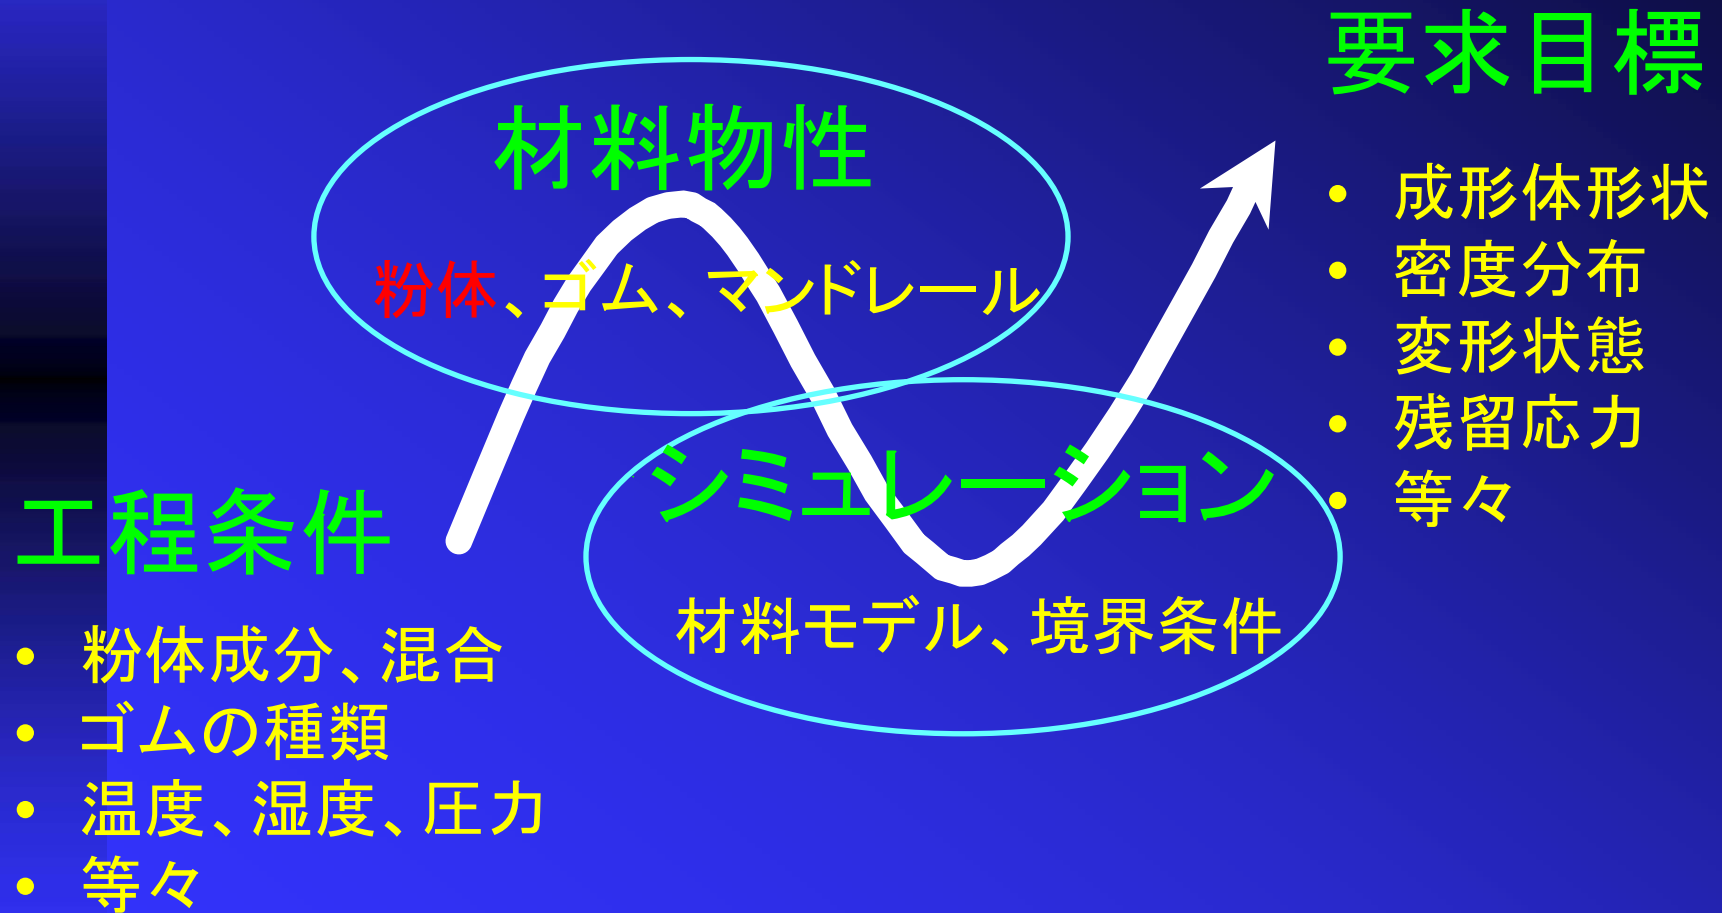 要求目標
• 成形体形状
• 密度分布
• 変形状態
• 残留応力
• 等々
材料物性
粉体、ゴム、マンドレール
シミュレーション
材料モデル、境界条件
工程条件
• 粉体成分、混合
• ゴムの種類
• 温度、湿度、圧力
• 等々